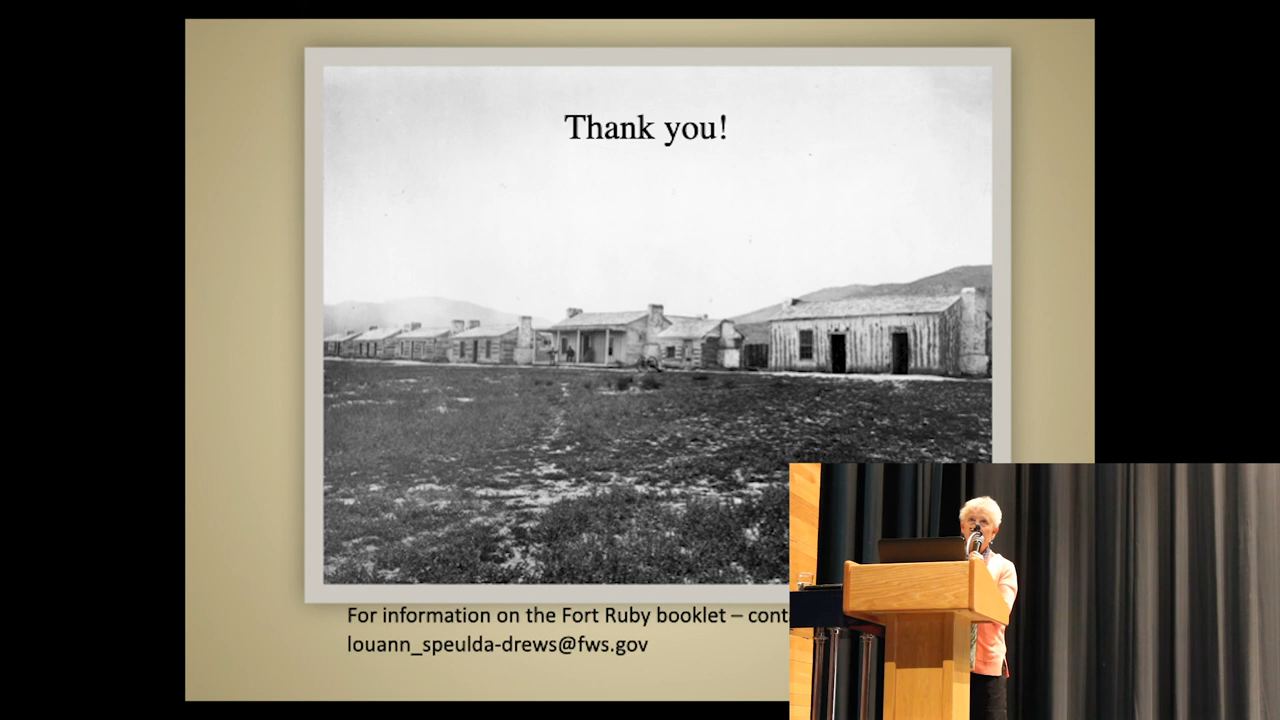 Thank you!
For information on the Fort Ruby booklet – cont
louann_speulda-drews@fws.gov